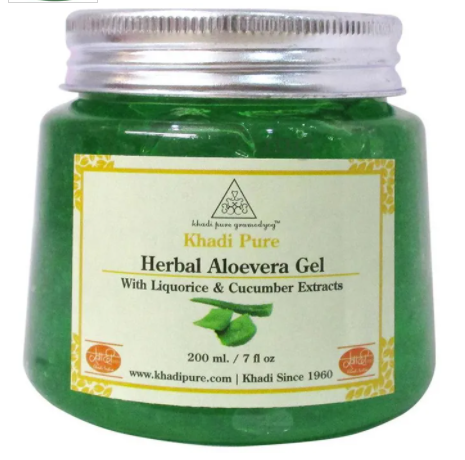 khadi pure gramodyog™
Khadi Pure
Herbal Aloevera Gel
With Liquorice & Cucumber Extracts
200 ml. / 7 fl oz
www.khadipure.com | Khadi Since 1960